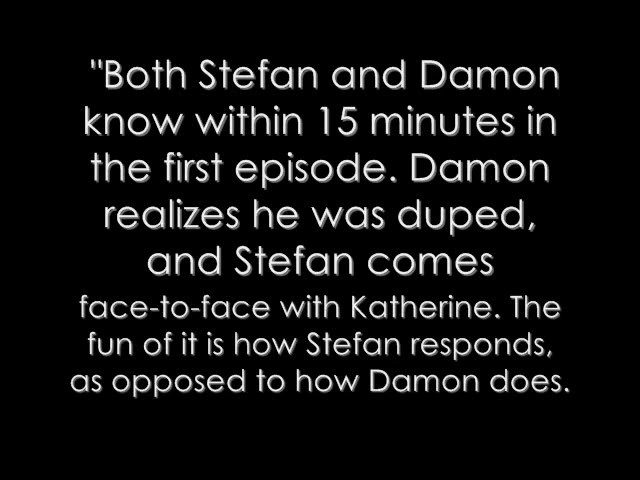 "Both Stefan and Damon
know within 15 minutes in
the first episode. Damon
realizes he was duped,
and Stefan comes
face-to-face with Katherine. The
fun of it is how Stefan responds,
as opposed to how Damon does.